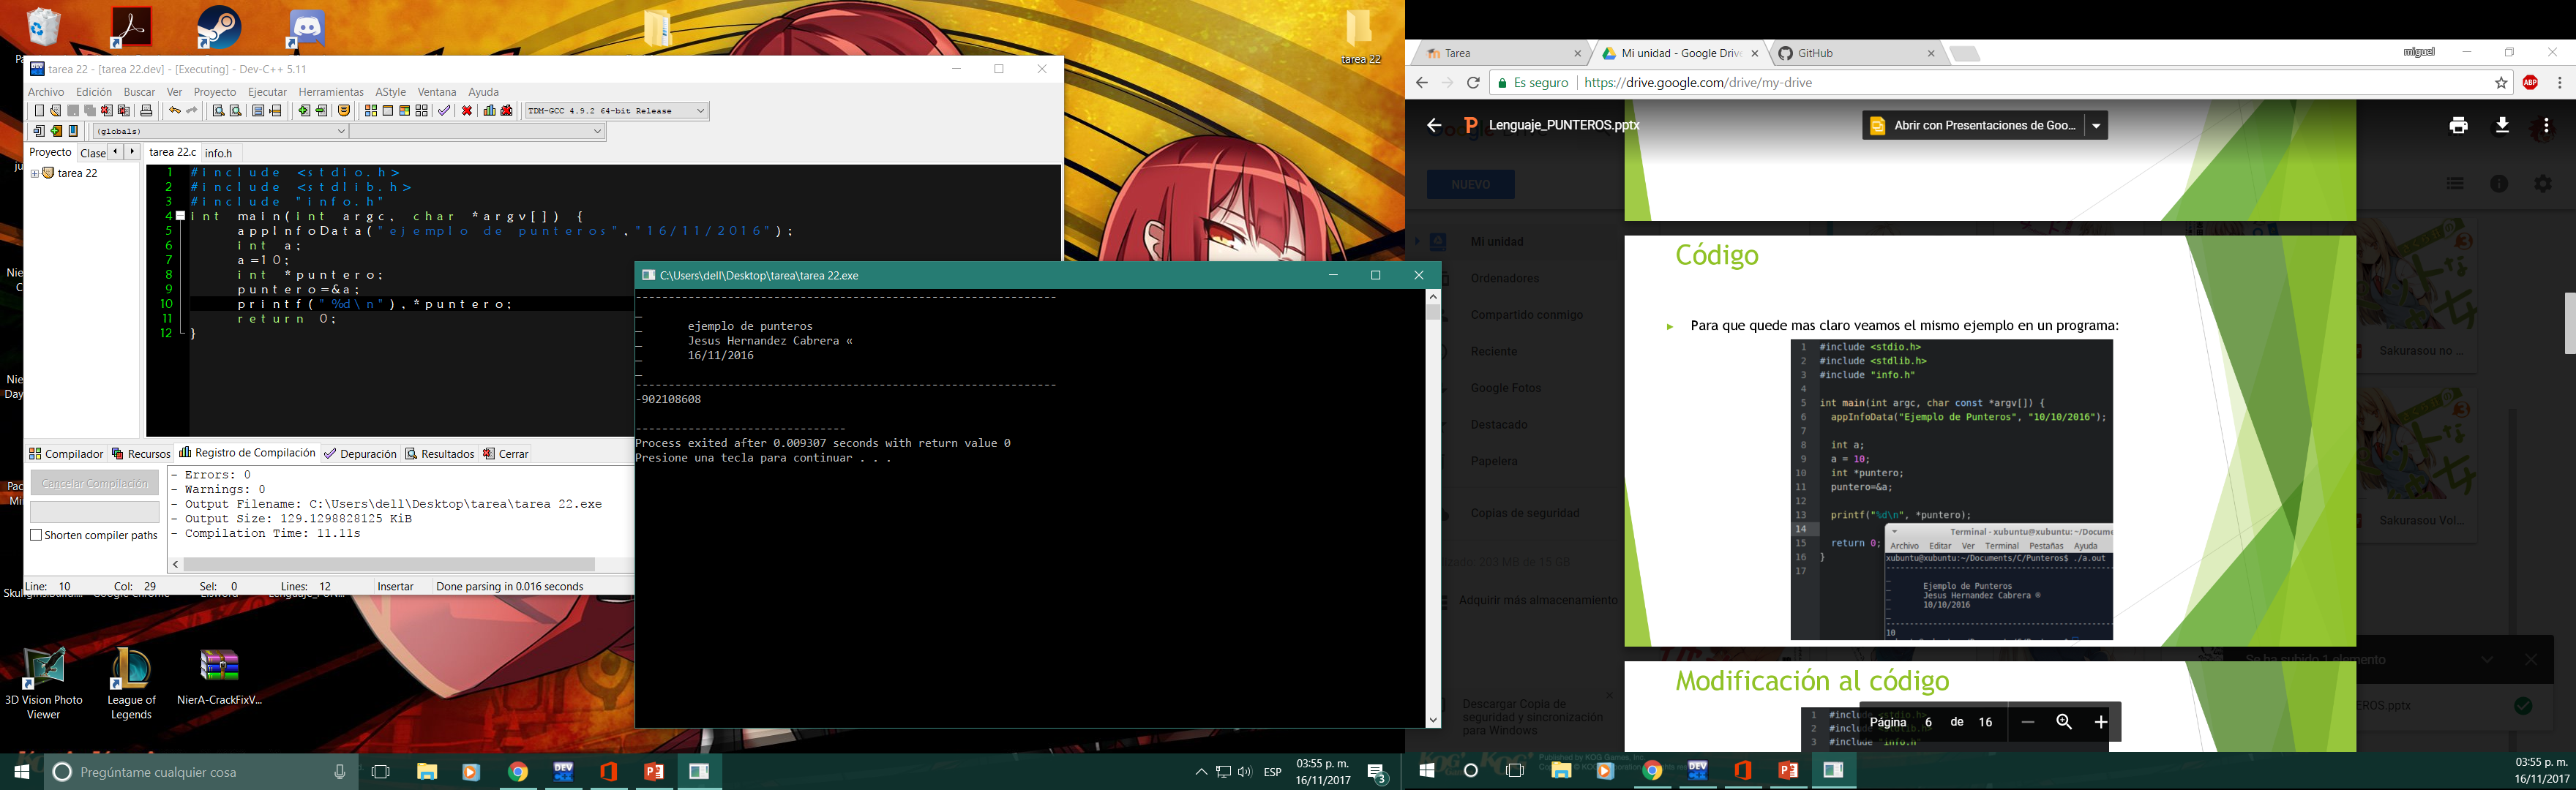 tarea 22
tarea 22 - [tarea 22.dev] - [Executing] - Dev-C++ 5.11
Archivo Edición Buscar Ver Proyecto Ejecutar Herramientas AStyle Ventana Ayuda
TDM-GCC 4.9.2 64-bit Release
(globals)
Proyecto Clase tarea 22.c info.h
tarea 22
1 #include <stdio.h>
2 #include <stdlib.h>
3 #include "info.h"
4 int main(int argc, char *argv[]) {
5 appInfoData("ejemplo de punteros","16/11/2016");
6 int a;
7 a=10;
8 int *puntero;
9 puntero=&a;
10 printf("%d\n"),*puntero;
11 return 0;
12 }
Compilador Recursos Registro de Compilación Depuración Resultados Cerrar
Cancelar Compilación
Shorten compiler paths
- Errors: 0
- Warnings: 0
- Output Filename: C:\Users\dell\Desktop\tarea\tarea 22.exe
- Output Size: 129.1298828125 KiB
- Compilation Time: 11.11s
Line: 10 Col: 29 Sel: 0 Lines: 12 Insertar Done parsing in 0.016 seconds
C:\Users\dell\Desktop\tarea\tarea 22.exe
ejemplo de punteros
Jesus Hernandez Cabrera «
16/11/2016
-902108608
Process exited after 0.009307 seconds with return value 0
Presione una tecla para continuar . . .
3D Vision Photo Viewer
League of Legends
NierA-CrackFixV...
Pregúntame cualquier cosa
ESP
03:55 p. m.
16/11/2017
3
Tarea
Mi unidad - Google Drive
GitHub
miguel
Es seguro https://drive.google.com/drive/my-drive
ABP
Lenguaje_PUNTEROS.pptx
Abrir con Presentaciones de Goo...
NUEVO
Mi unidad
Ordenadores
Compartido conmigo
Reciente
Google Fotos
Destacado
Papelera
Copias de seguridad
203 MB de 15 GB
Adquirir más almacenamiento
Descargar Copia de
seguridad y sincronización
para Windows
Código
Para que quede mas claro veamos el mismo ejemplo en un programa:
1 #include <stdio.h>
2 #include <stdlib.h>
3 #include "info.h"
4
5 int main(int argc, char const *argv[]) {
6 appInfoData("Ejemplo de Punteros", "10/10/2016");
7
8 int a;
9 a = 10;
10 int *puntero;
11 puntero=&a;
12
13 printf("%d\n", *puntero);
14
15 return 0;
16 }
17
Terminal - xubuntu@xubuntu: ~/Docume
Archivo Editar Ver Terminal Pestañas Ayuda
xubuntu@xubuntu:~/Documents/C/Punteros$ ./a.out
Ejemplo de Punteros
Jesus Hernandez Cabrera ©
10/10/2016
10
Modificación al código
1 #include <stdio.h>
2 #include <stdlib.h>
3 #include "info.h"
Página 6 de 16
Sakurasou no ...
Sakurasou Vol...
Se ha subido 1 elemento
EROS.pptx
03:55 p. m.
16/11/2017